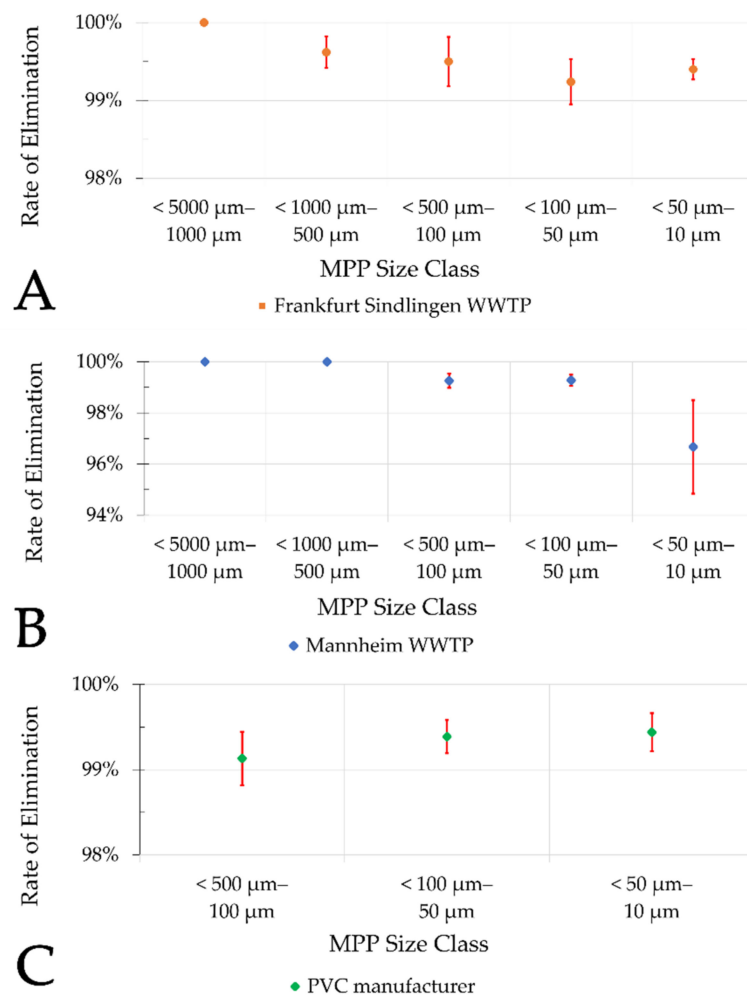 100%
99%
98%
Rate of Elimination
< 5000 μm–
1000 μm
< 1000 μm–
500 μm
< 500 μm–
100 μm
< 100 μm–
50 μm
< 50 μm–
10 μm
MPP Size Class
A
Frankfurt Sindlingen WWTP
100%
98%
96%
94%
Rate of Elimination
< 5000 μm–
1000 μm
< 1000 μm–
500 μm
< 500 μm–
100 μm
< 100 μm–
50 μm
< 50 μm–
10 μm
MPP Size Class
B
Mannheim WWTP
100%
99%
98%
Rate of Elimination
< 500 μm–
100 μm
< 100 μm–
50 μm
< 50 μm–
10 μm
MPP Size Class
C
PVC manufacturer